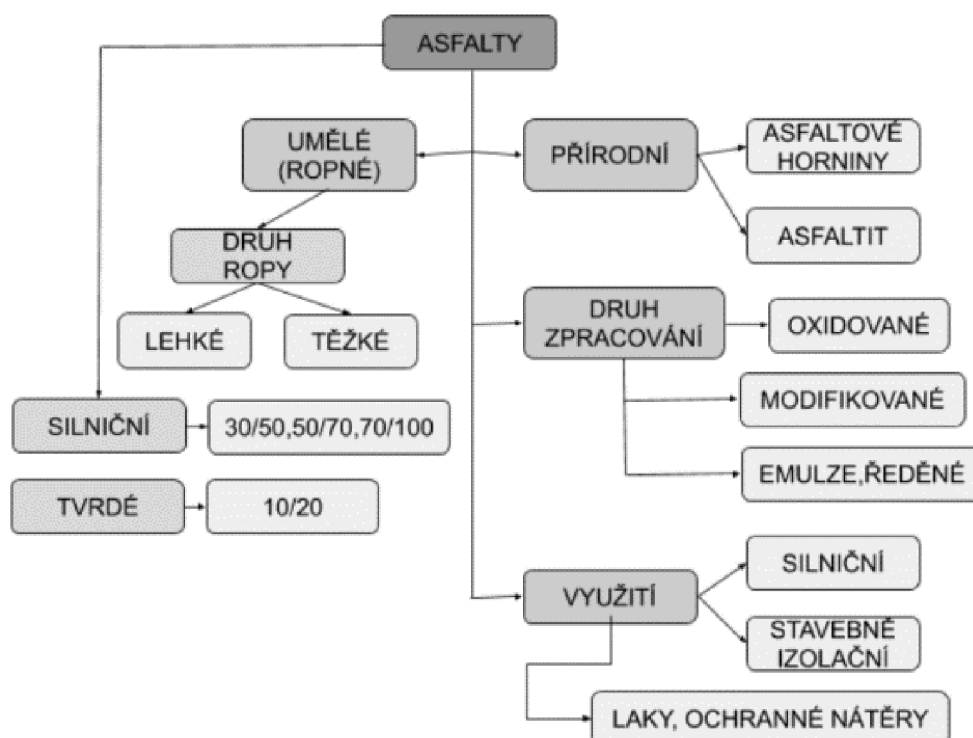 ASFALTY
UMĚLÉ
(ROPNÉ)
PŘÍRODNÍ
ASFALTOVÉ
HORNINY
ASFALTIT
DRUH
ROPY
LEHKÉ
TĚŽKÉ
DRUH
ZPRACOVÁNÍ
OXIDOVANÉ
MODIFIKOVANÉ
EMULZE,ŘEDĚNÉ
SILNIČNÍ
30/50,50/70,70/100
TVRDÉ
10/20
VYUŽITÍ
SILNIČNÍ
STAVEBNĚ
IZOLAČNÍ
LAKY, OCHRANNÉ NÁTĚRY